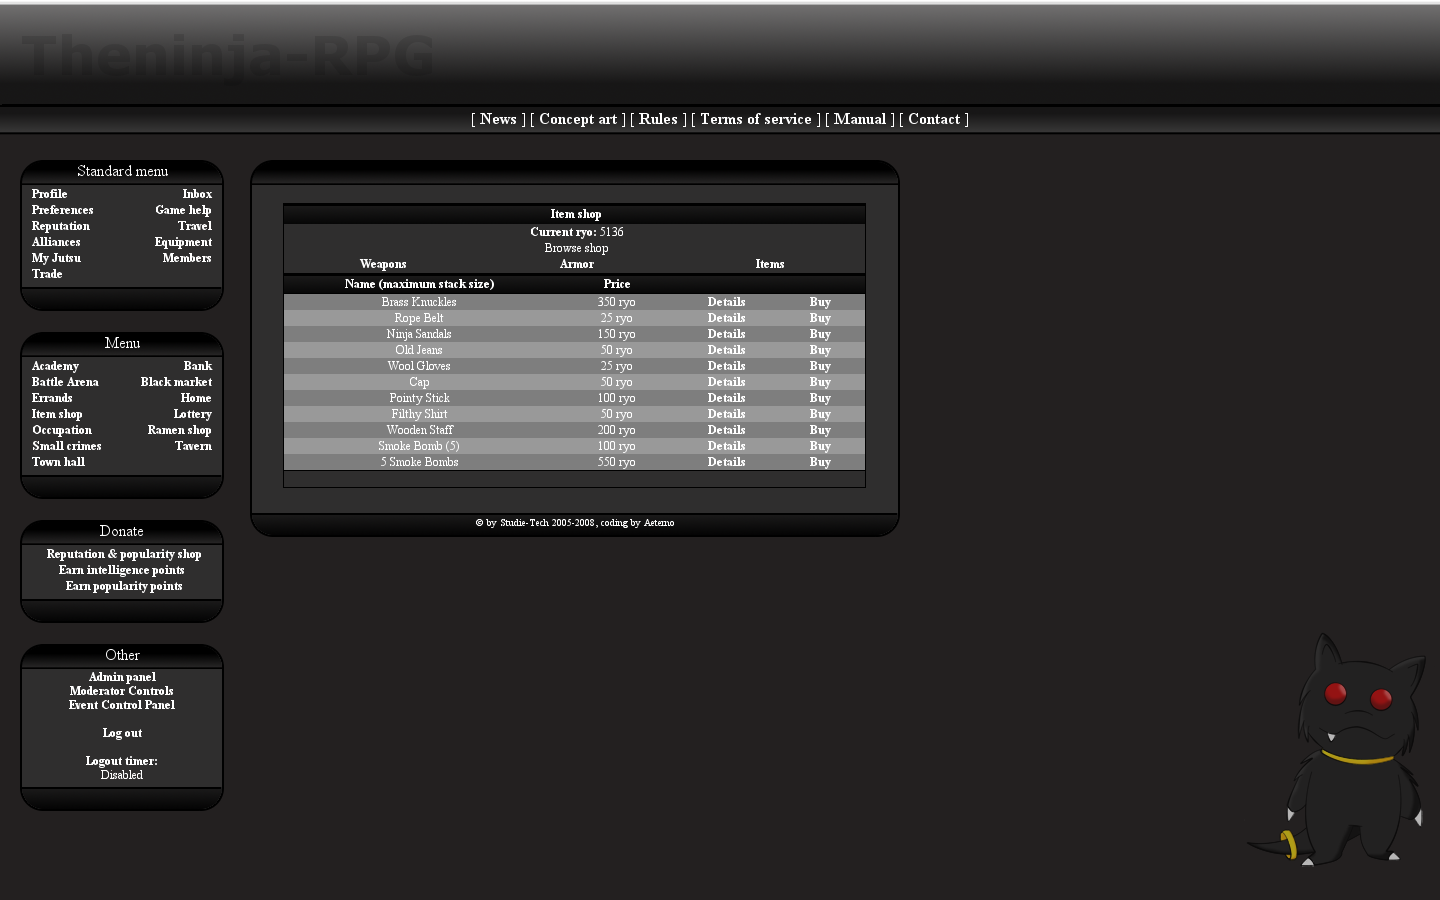 Theninja-RPG
[ News ] [ Concept art ] [ Rules ] [ Terms of service ] [ Manual ] [ Contact ]
Standard menu
Profile Inbox
Preferences Game help
Reputation Travel
Alliances Equipment
My Jutsu Members
Trade
Menu
Academy Bank
Battle Arena Black market
Errands Home
Item shop Lottery
Occupation Ramen shop
Small crimes Tavern
Town hall
Donate
Reputation & popularity shop
Earn intelligence points
Earn popularity points
Other
Admin panel
Moderator Controls
Event Control Panel
Log out
Logout timer:
Disabled
Item shop
Current ryo: 5136
Browse shop
Weapons Armor Items
Name (maximum stack size) Price
Brass Knuckles 350 ryo Details Buy
Rope Belt 25 ryo Details Buy
Ninja Sandals 150 ryo Details Buy
Old Jeans 50 ryo Details Buy
Wool Gloves 25 ryo Details Buy
Cap 50 ryo Details Buy
Pointy Stick 100 ryo Details Buy
Filthy Shirt 50 ryo Details Buy
Wooden Staff 200 ryo Details Buy
Smoke Bomb (5) 100 ryo Details Buy
5 Smoke Bombs 550 ryo Details Buy
© by Studie-Tech 2005-2008, coding by Aeterno